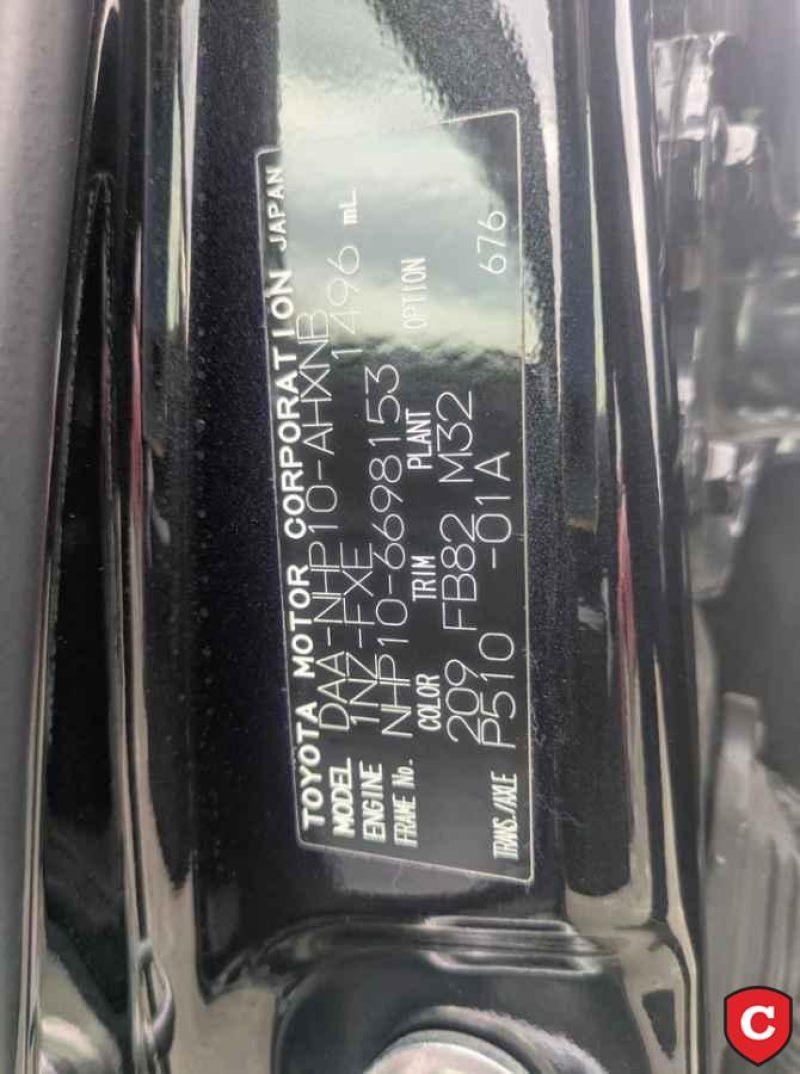 TOYOTA MOTOR CORPORATION JAPAN
MODEL DAA-NHP10-AHXNB
ENGINE 1NZ-FXE 1496 mL
FRAME No. NHP10-6698153
COLOR TRIM PLANT OPTION
209 FB82 M32 676
TRANS./AXLE P510 -01A
C